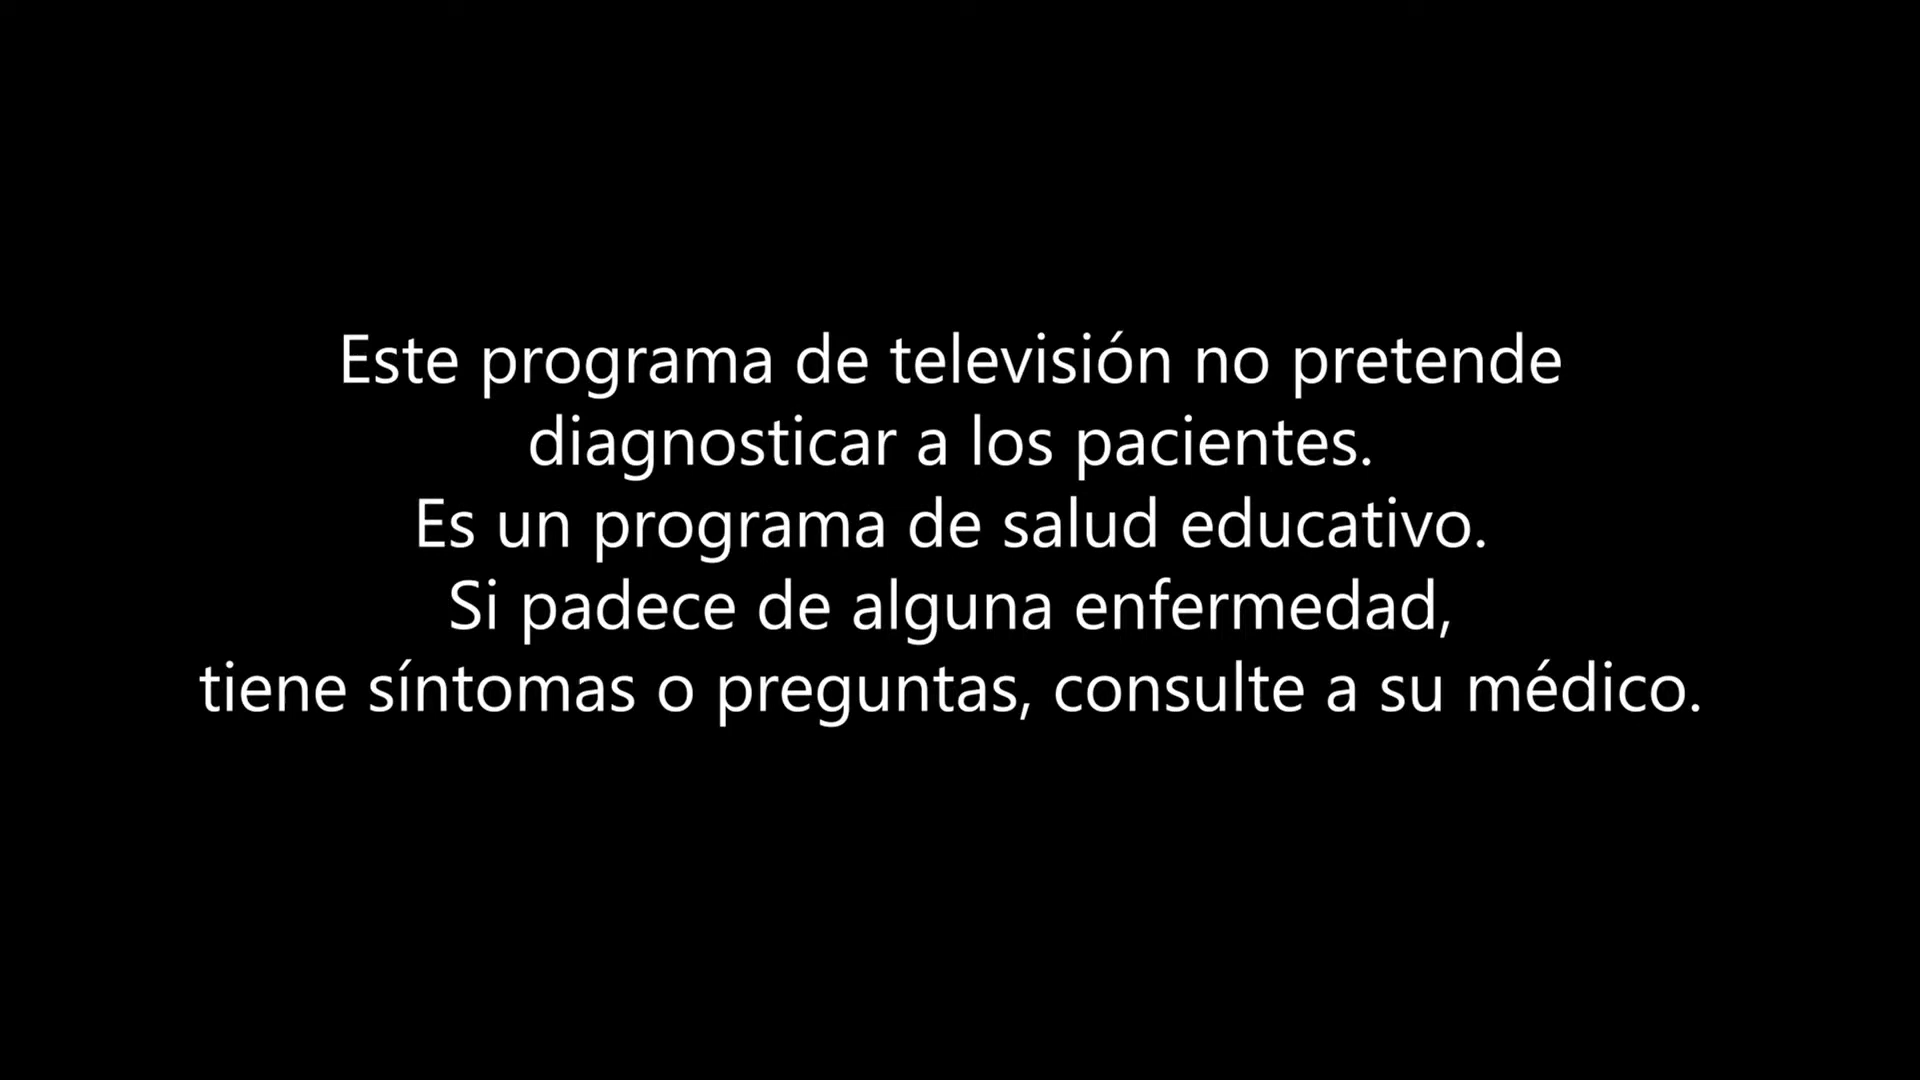 Este programa de televisión no pretende
diagnosticar a los pacientes.
Es un programa de salud educativo.
Si padece de alguna enfermedad,
tiene síntomas o preguntas, consulte a su médico.